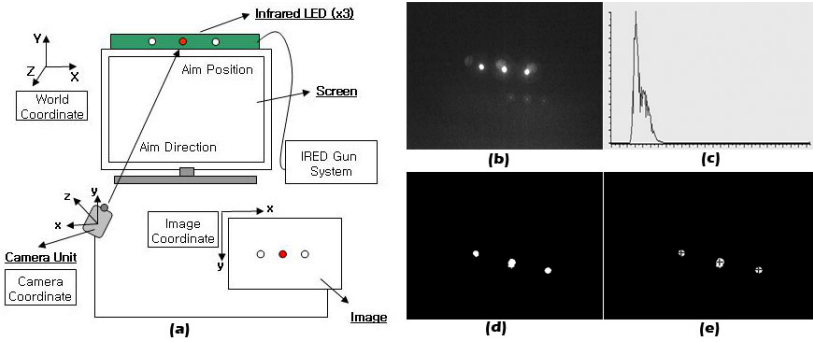 Infrared LED (x3)
Y
Z
X
World
Coordinate
Aim Position
Screen
Aim Direction
IRED Gun
System
y
z
x
Image
Coordinate
x
y
Camera Unit
Camera
Coordinate
Image
(a)
(b)
(c)
(d)
(e)